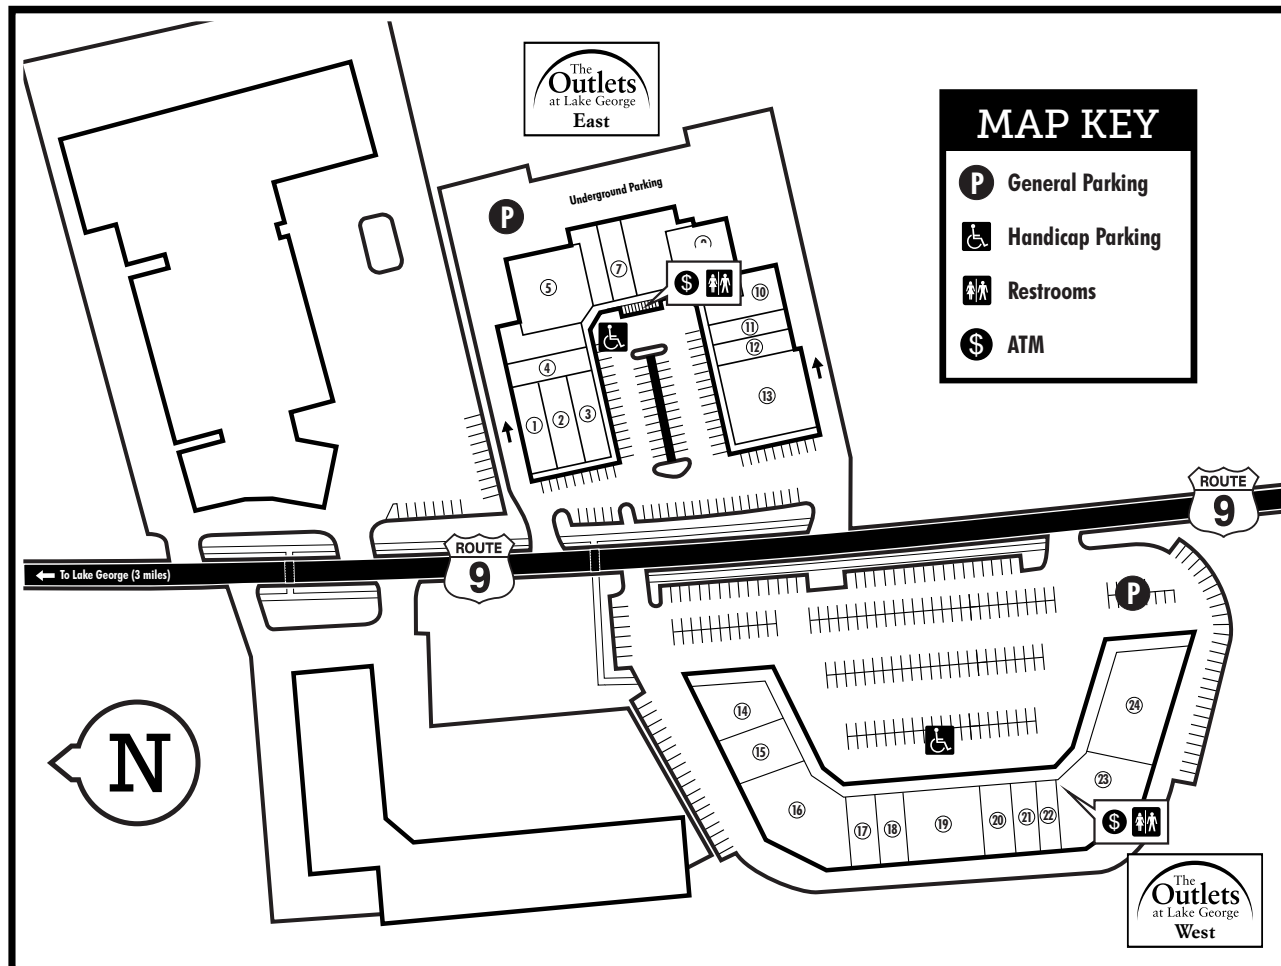 The
Outlets
at Lake George
East
MAP KEY
P General Parking
Handicap Parking
Restrooms
$ ATM
Underground Parking
P
7
5
$
10
11
12
4
13
3
2
1
ROUTE
9
ROUTE
9
To Lake George (3 miles)
P
24
14
15
23
16
17
18
19
20
21
22
$
N
The
Outlets
at Lake George
West